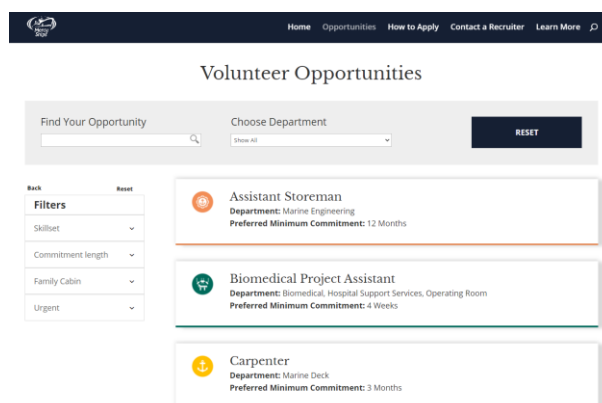 Mercy
Ships
Home Opportunities How to Apply Contact a Recruiter Learn More
Volunteer Opportunities
Find Your Opportunity
Choose Department
Show All
RESET
Back Reset
Filters
Skillset
Commitment length
Family Cabin
Urgent
Assistant Storeman
Department: Marine Engineering
Preferred Minimum Commitment: 12 Months
Biomedical Project Assistant
Department: Biomedical, Hospital Support Services, Operating Room
Preferred Minimum Commitment: 4 Weeks
Carpenter
Department: Marine Deck
Preferred Minimum Commitment: 3 Months